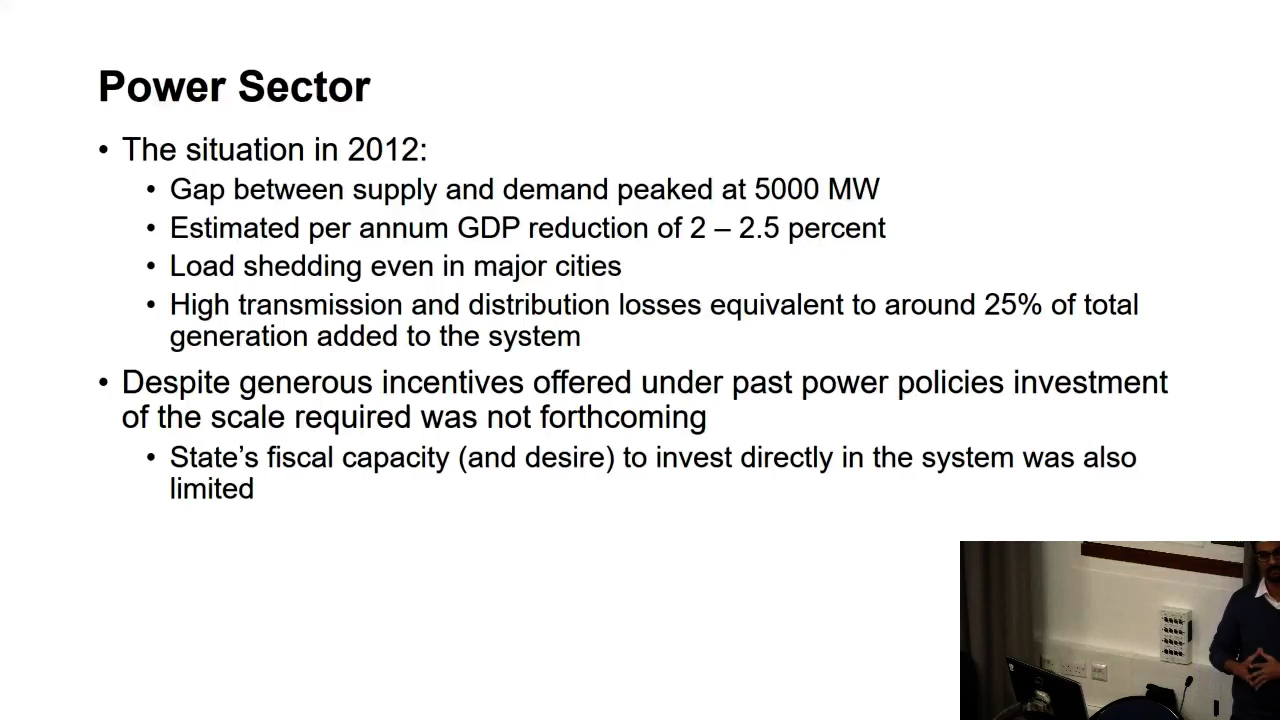 Power Sector
• The situation in 2012:
• Gap between supply and demand peaked at 5000 MW
• Estimated per annum GDP reduction of 2 – 2.5 percent
• Load shedding even in major cities
• High transmission and distribution losses equivalent to around 25% of total
generation added to the system
• Despite generous incentives offered under past power policies investment
of the scale required was not forthcoming
• State’s fiscal capacity (and desire) to invest directly in the system was also
limited